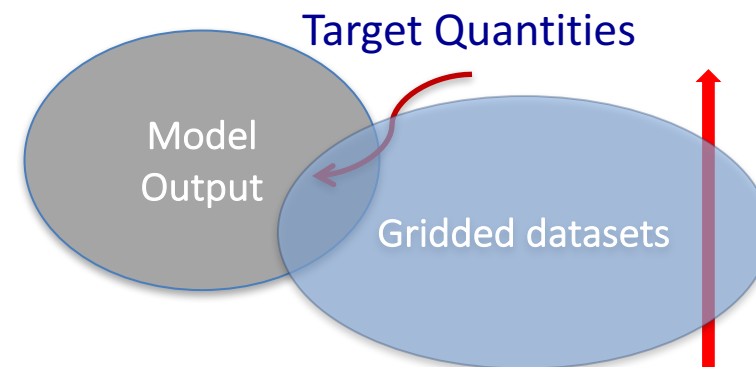 Target Quantities
Model
Output
Gridded datasets